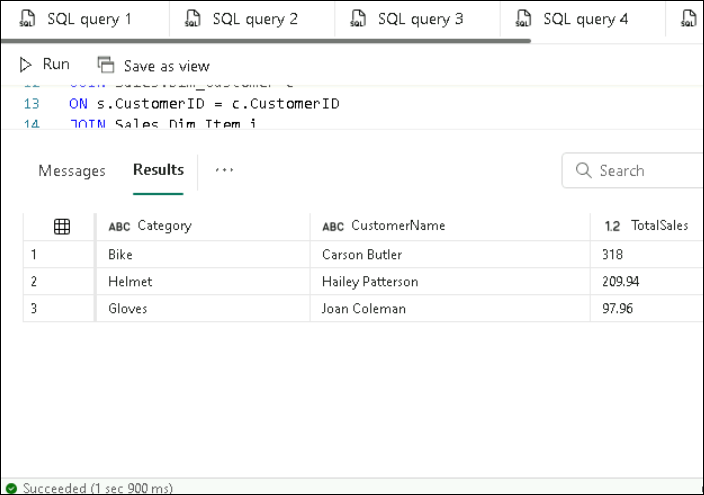 SQL query 1 SQL query 2 SQL query 3 SQL query 4
Run Save as view
12 JOIN Sales.Dim_Customer c
13 ON s.CustomerID = c.CustomerID
14 JOIN Sales.Dim_Item i
Messages Results ... Search
ABC Category ABC CustomerName 1.2 TotalSales
1 Bike Carson Butler 318
2 Helmet Hailey Patterson 209.94
3 Gloves Joan Coleman 97.96
Succeeded (1 sec 900 ms)